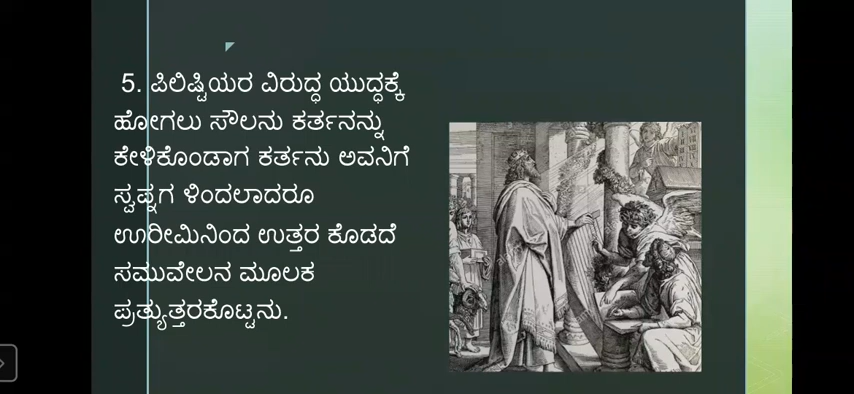 5. ಪಿಲಿಷ್ಟಿಯರ ವಿರುದ್ಧ ಯುದ್ಧಕ್ಕೆ
ಹೋಗಲು ಸೌಲನು ಕರ್ತನನ್ನು
ಕೇಳಿಕೊಂಡಾಗ ಕರ್ತನು ಅವನಿಗೆ
ಸ್ವಪ್ನಗ ಳಿಂದಲಾದರೂ
ಊರೀಮಿನಿಂದ ಉತ್ತರ ಕೊಡದೆ
ಸಮುವೇಲನ ಮೂಲಕ
ಪ್ರತ್ಯುತ್ತರಕೊಟ್ಟನು.